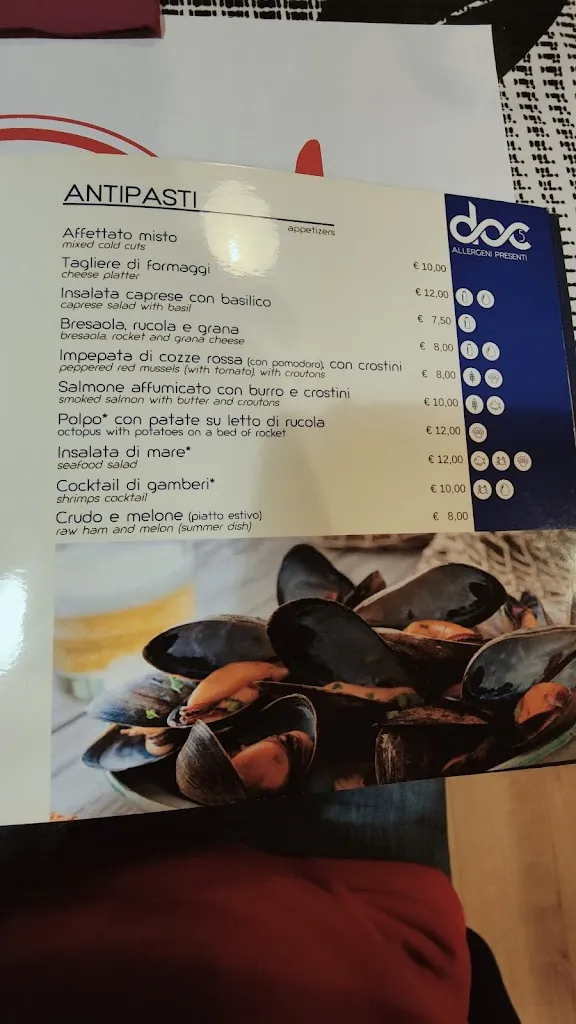 ANTIPASTI
appetizers
doc 5
ALLERGENI PRESENTI
Affettato misto € 10,00
mixed cold cuts
Tagliere di formaggi € 12,00
cheese platter
Insalata caprese con basilico € 7,50
caprese salad with basil
Bresaola, rucola e grana € 8,00
bresaola, rocket and grana cheese
Impepata di cozze rossa (con pomodoro), con crostini € 8,00
peppered red mussels (with tomato), with croutons
Salmone affumicato con burro e crostini € 10,00
smoked salmon with butter and croutons
Polpo* con patate su letto di rucola € 12,00
octopus with potatoes on a bed of rocket
Insalata di mare* € 12,00
seafood salad
Cocktail di gamberi* € 10,00
shrimps cocktail
Crudo e melone (piatto estivo) € 8,00
raw ham and melon (summer dish)